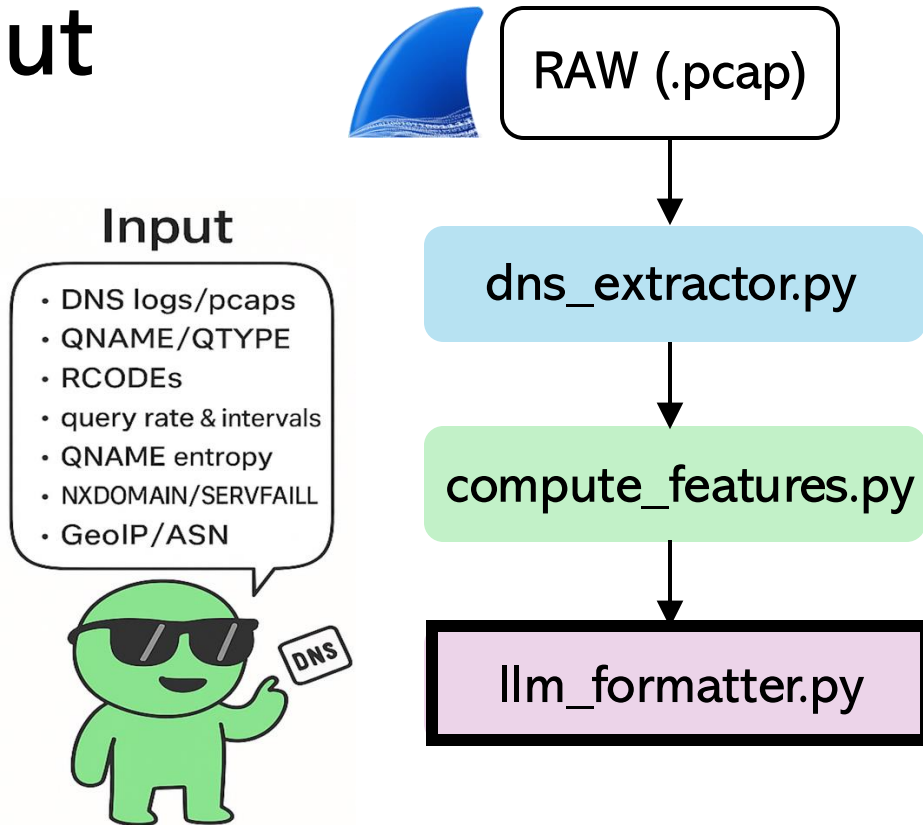 ut
RAW (.pcap)
dns_extractor.py
compute_features.py
llm_formatter.py
Input
• DNS logs/pcaps
• QNAME/QTYPE
• RCODEs
• query rate & intervals
• QNAME entropy
• NXDOMAIN/SERVFAILL
• GeoIP/ASN
DNS